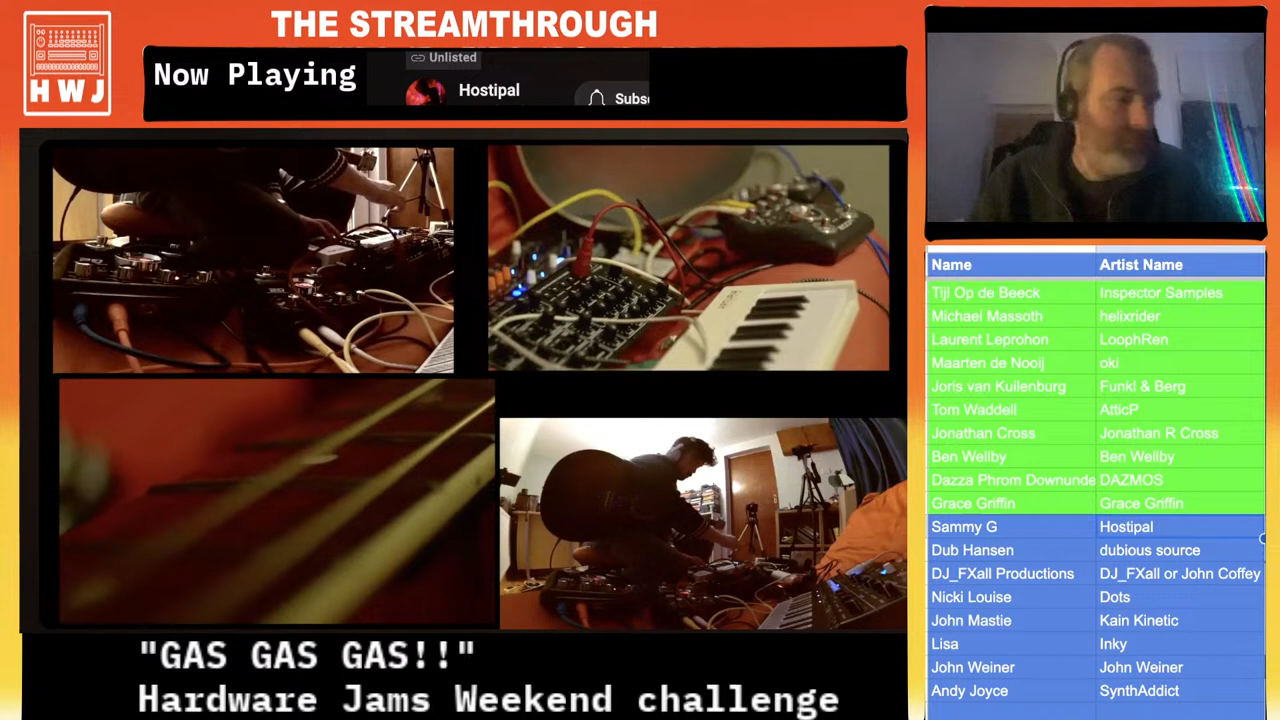 THE STREAMTHROUGH
HWJ
Now Playing
Unlisted
Hostipal
Subs
Name Artist Name
Tijl Op de Beeck Inspector Samples
Michael Massoth helixrider
Laurent Leprohon LoophRen
Maarten de Nooij oki
Joris van Kuilenburg Funkl & Berg
Tom Waddell AtticP
Jonathan Cross Jonathan R Cross
Ben Wellby Ben Wellby
Dazza Phrom Downunde DAZMOS
Grace Griffin Grace Griffin
Sammy G Hostipal
Dub Hansen dubious source
DJ_FXall Productions DJ_FXall or John Coffey
Nicki Louise Dots
John Mastie Kain Kinetic
Lisa Inky
John Weiner John Weiner
Andy Joyce SynthAddict
"GAS GAS GAS!!"
Hardware Jams Weekend challenge